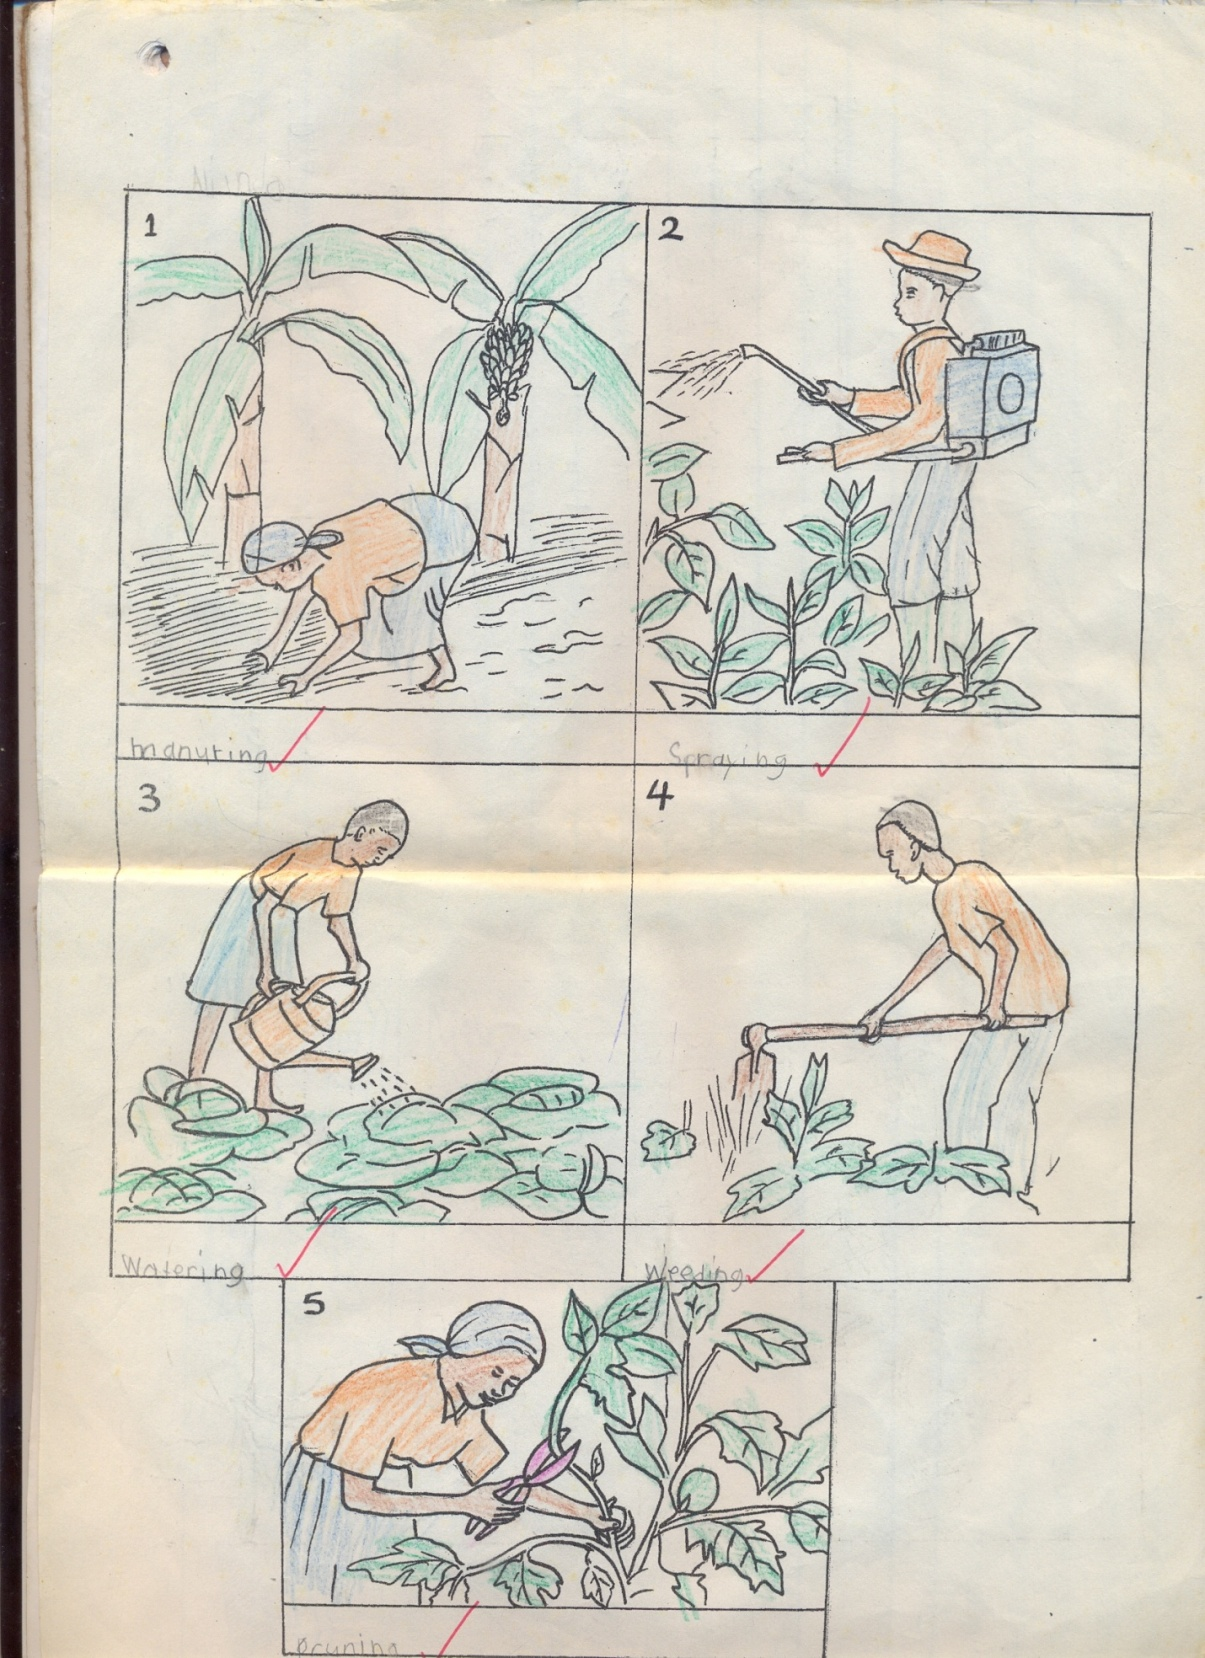 1
2
manuring
Spraying
3
4
Watering
Weeding
5
pruning